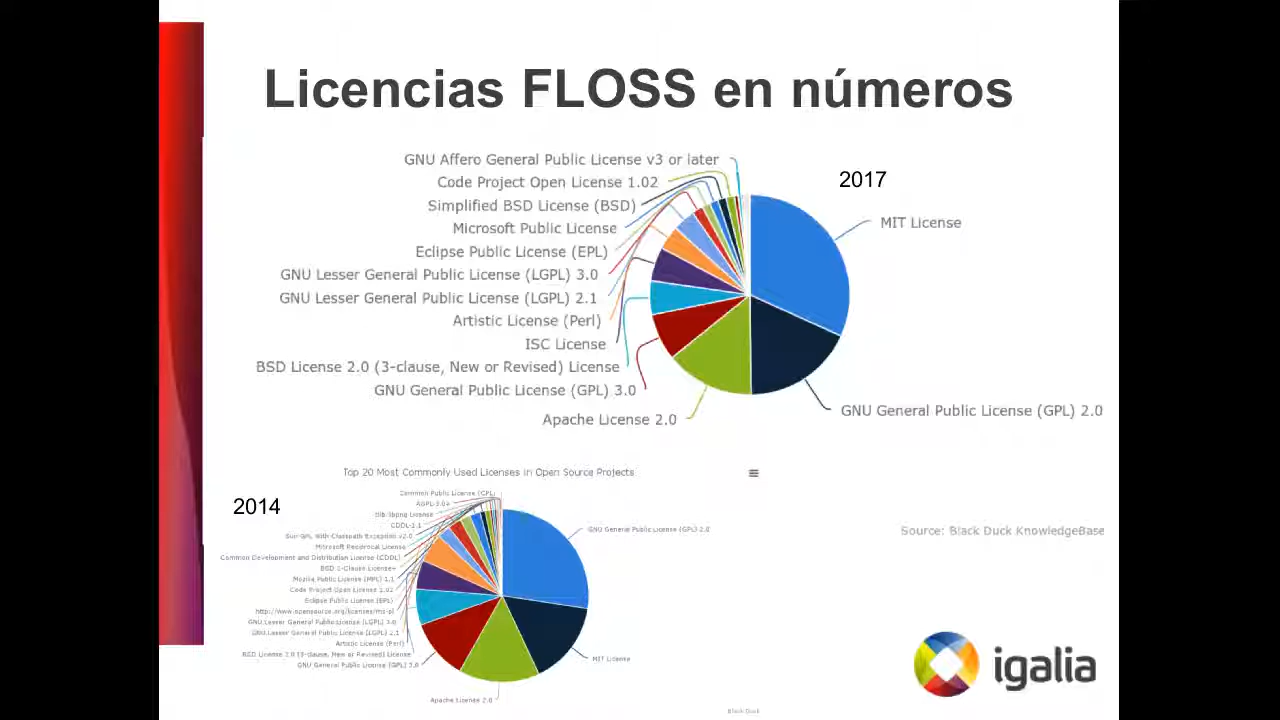 Licencias FLOSS en números
GNU Affero General Public License v3 or later
2017
Code Project Open License 1.02
Simplified BSD License (BSD)
MIT License
Microsoft Public License
Eclipse Public License (EPL)
GNU Lesser General Public License (LGPL) 3.0
GNU Lesser General Public License (LGPL) 2.1
Artistic License (Perl)
ISC License
BSD License 2.0 (3-clause, New or Revised) License
GNU General Public License (GPL) 3.0
GNU General Public License (GPL) 2.0
Apache License 2.0
Top 20 Most Commonly Used Licenses in Open Source Projects
2014
Common Public License (CPL)
AGPL-3.0+
zlib/libpng License
CDDL-1.1
Sun GPL With Classpath Exception v2.0
Microsoft Reciprocal License
Common Development and Distribution License (CDDL)
BSD 2-Clause License+
Mozilla Public License (MPL) 1.1
Code Project Open License 1.02
Eclipse Public License (EPL)
http://www.opensource.org/licenses/ms-pl
GNU Lesser General Public License (LGPL) 3.0
GNU Lesser General Public License (LGPL) 2.1
Artistic License (Perl)
BSD License 2.0 (3-clause, New or Revised) License
GNU General Public License (GPL) 3.0
Apache License 2.0
GNU General Public License (GPL) 2.0
MIT License
Source: Black Duck KnowledgeBase
igalia
Black Duck